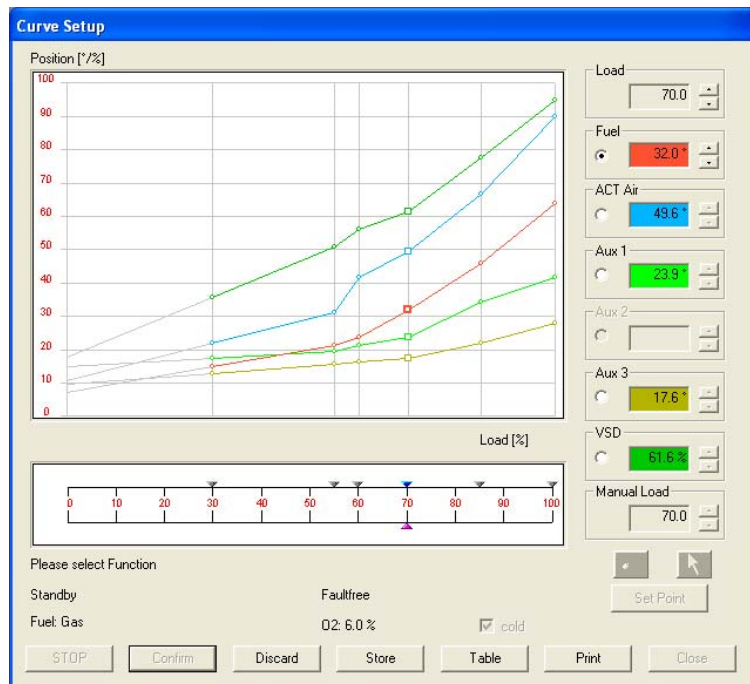 Curve Setup
Position [°/%]
100
90
80
70
60
50
40
30
20
10
0
Load [%]
0 10 20 30 40 50 60 70 80 90 100
Please select Function
Standby
Faultfree
Fuel: Gas
O2: 6.0 %
cold
Load
70.0
Fuel
32.0 °
ACT Air
49.6 °
Aux 1
23.9 °
Aux 2
Aux 3
17.6 °
VSD
61.6 %
Manual Load
70.0
Set Point
STOP Confirm Discard Store Table Print Close